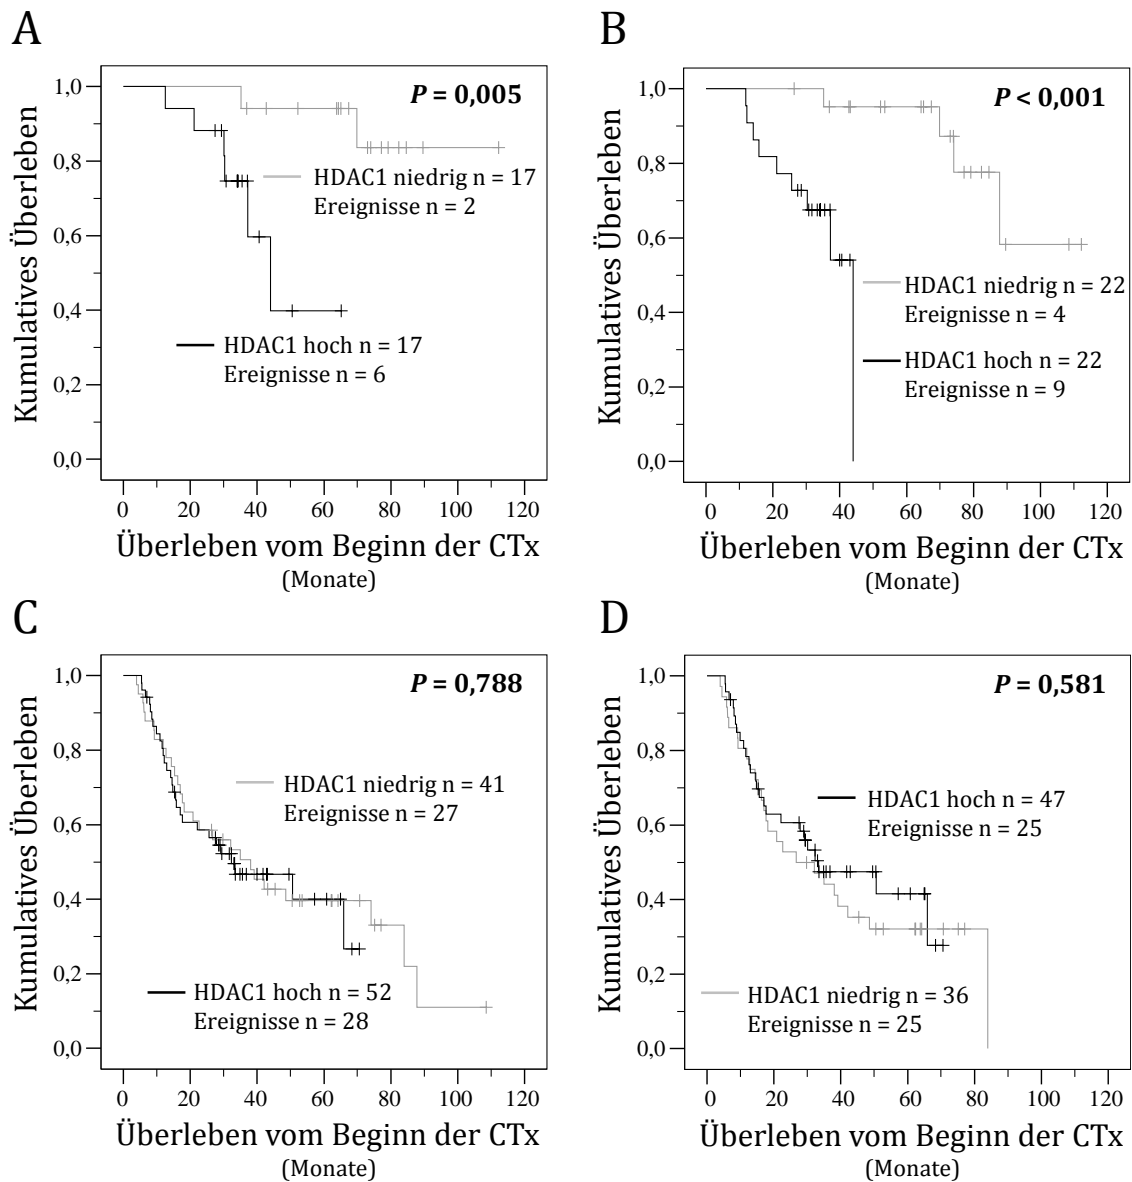 A
P = 0,005
Kumulatives Überleben
1,0
0,8
0,6
0,4
0,2
0,0
HDAC1 niedrig n = 17
Ereignisse n = 2
HDAC1 hoch n = 17
Ereignisse n = 6
0 20 40 60 80 100 120
Überleben vom Beginn der CTx
(Monate)
B
P < 0,001
Kumulatives Überleben
1,0
0,8
0,6
0,4
0,2
0,0
HDAC1 niedrig n = 22
Ereignisse n = 4
HDAC1 hoch n = 22
Ereignisse n = 9
0 20 40 60 80 100 120
Überleben vom Beginn der CTx
(Monate)
C
P = 0,788
Kumulatives Überleben
1,0
0,8
0,6
0,4
0,2
0,0
HDAC1 niedrig n = 41
Ereignisse n = 27
HDAC1 hoch n = 52
Ereignisse n = 28
0 20 40 60 80 100 120
Überleben vom Beginn der CTx
(Monate)
D
P = 0,581
Kumulatives Überleben
1,0
0,8
0,6
0,4
0,2
0,0
HDAC1 hoch n = 47
Ereignisse n = 25
HDAC1 niedrig n = 36
Ereignisse n = 25
0 20 40 60 80 100 120
Überleben vom Beginn der CTx
(Monate)